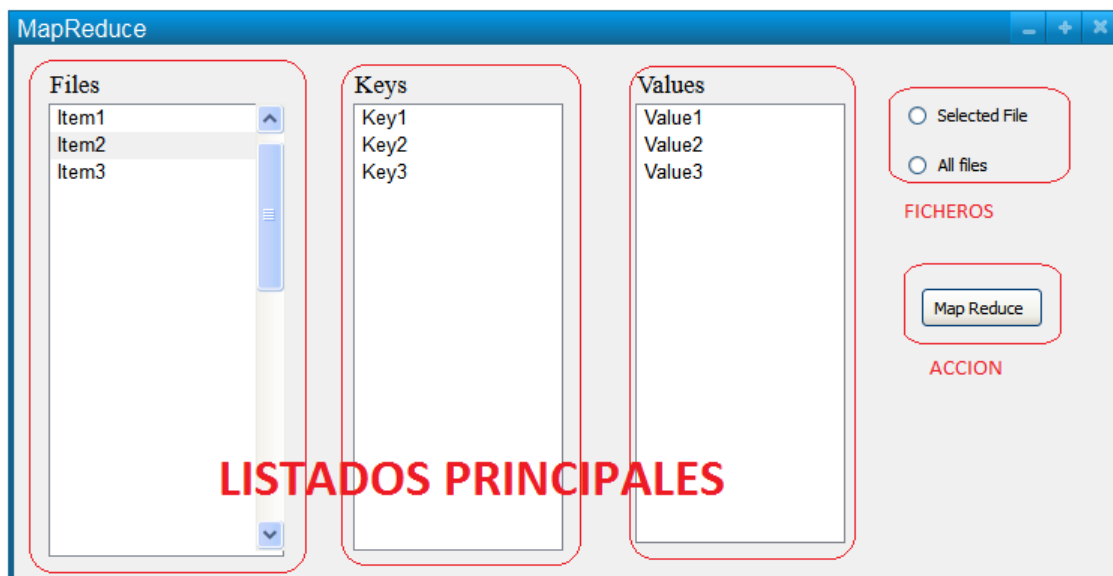 MapReduce
Files
Item1
Item2
Item3
Keys
Key1
Key2
Key3
Values
Value1
Value2
Value3
Selected File
All files
FICHEROS
Map Reduce
ACCION
LISTADOS PRINCIPALES